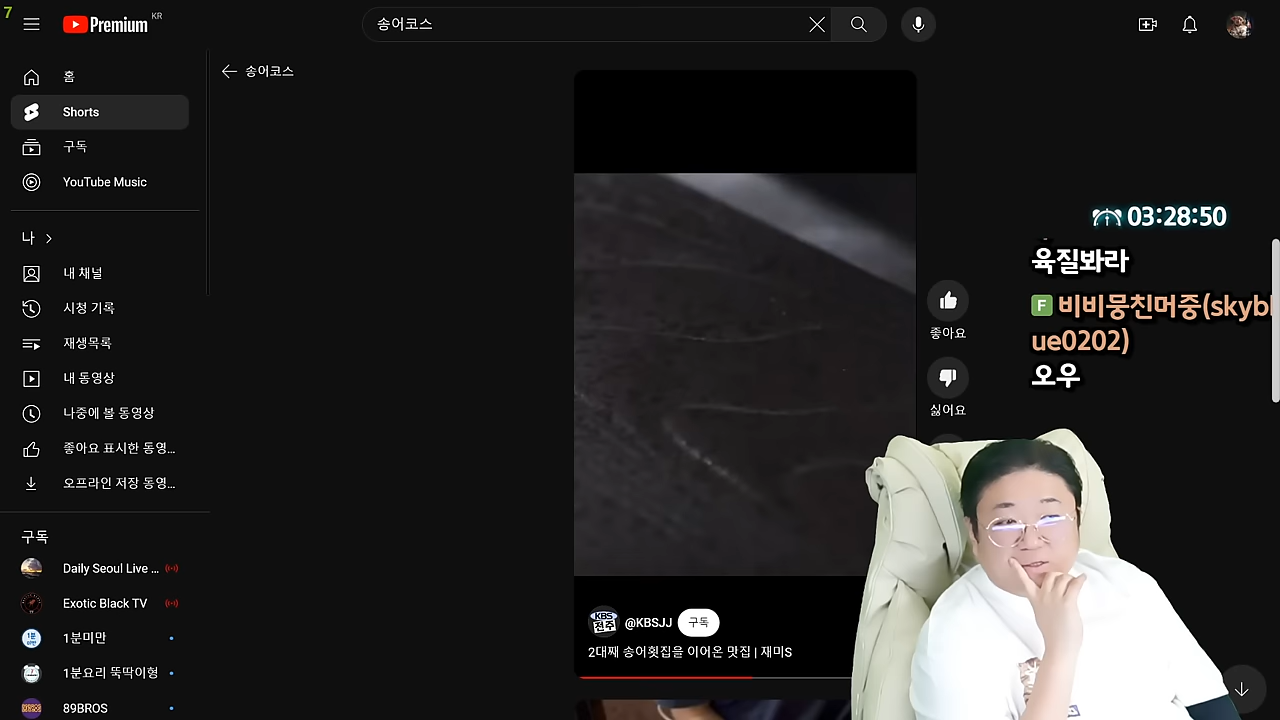 7
Premium KR
송어코스
홈
Shorts
구독
YouTube Music
나
내 채널
시청 기록
재생목록
내 동영상
나중에 볼 동영상
좋아요 표시한 동영...
오프라인 저장 동영...
구독
Daily Seoul Live ...
Exotic Black TV
1분미만
1분요리 뚝딱이형
89BROS
송어코스
좋아요
싫어요
KBS
전주
@KBSJJ
구독
2대째 송어횟집을 이어온 맛집 | 재미S
03:28:50
육질봐라
F 비비뭉친머중(skybl
ue0202)
오우